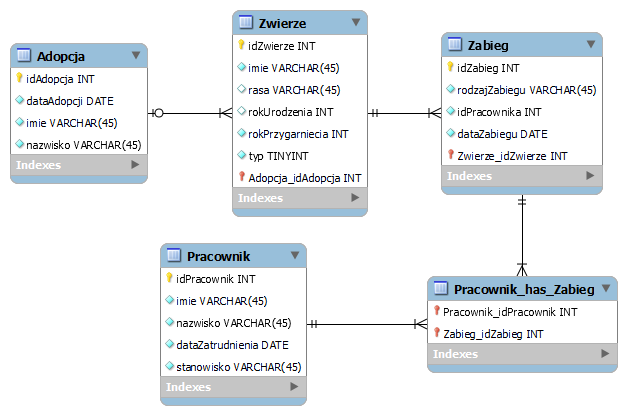 Adopcja
idAdopcja INT
dataAdopcji DATE
imie VARCHAR(45)
nazwisko VARCHAR(45)
Indexes
Zwierze
idZwierze INT
imie VARCHAR(45)
rasa VARCHAR(45)
rokUrodzenia INT
rokPrzygarniecia INT
typ TINYINT
Adopcja_idAdopcja INT
Indexes
Zabieg
idZabieg INT
rodzajZabiegu VARCHAR(45)
idPracownika INT
dataZabiegu DATE
Zwierze_idZwierze INT
Indexes
Pracownik
idPracownik INT
imie VARCHAR(45)
nazwisko VARCHAR(45)
dataZatrudnienia DATE
stanowisko VARCHAR(45)
Indexes
Pracownik_has_Zabieg
Pracownik_idPracownik INT
Zabieg_idZabieg INT
Indexes